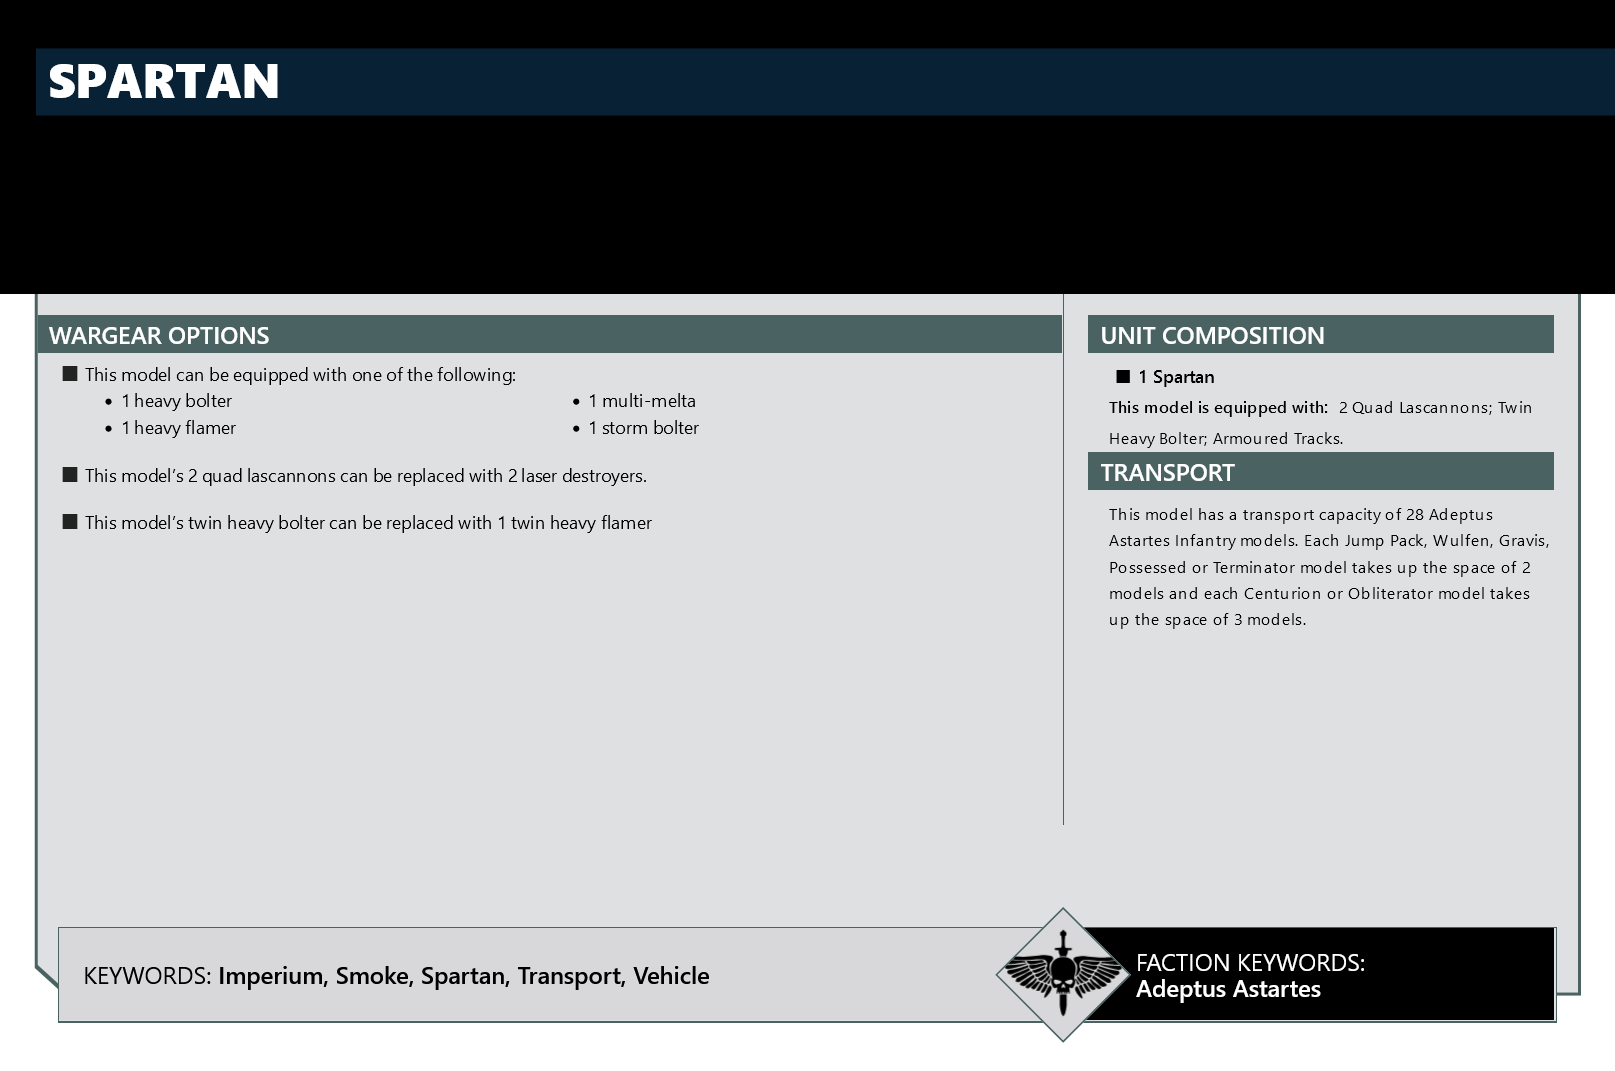 SPARTAN
WARGEAR OPTIONS
■ This model can be equipped with one of the following:
• 1 heavy bolter
• 1 heavy flamer
• 1 multi-melta
• 1 storm bolter
■ This model’s 2 quad lascannons can be replaced with 2 laser destroyers.
■ This model’s twin heavy bolter can be replaced with 1 twin heavy flamer
UNIT COMPOSITION
■ 1 Spartan
This model is equipped with: 2 Quad Lascannons; Twin
Heavy Bolter; Armoured Tracks.
TRANSPORT
This model has a transport capacity of 28 Adeptus
Astartes Infantry models. Each Jump Pack, Wulfen, Gravis,
Possessed or Terminator model takes up the space of 2
models and each Centurion or Obliterator model takes
up the space of 3 models.
KEYWORDS: Imperium, Smoke, Spartan, Transport, Vehicle
FACTION KEYWORDS:
Adeptus Astartes